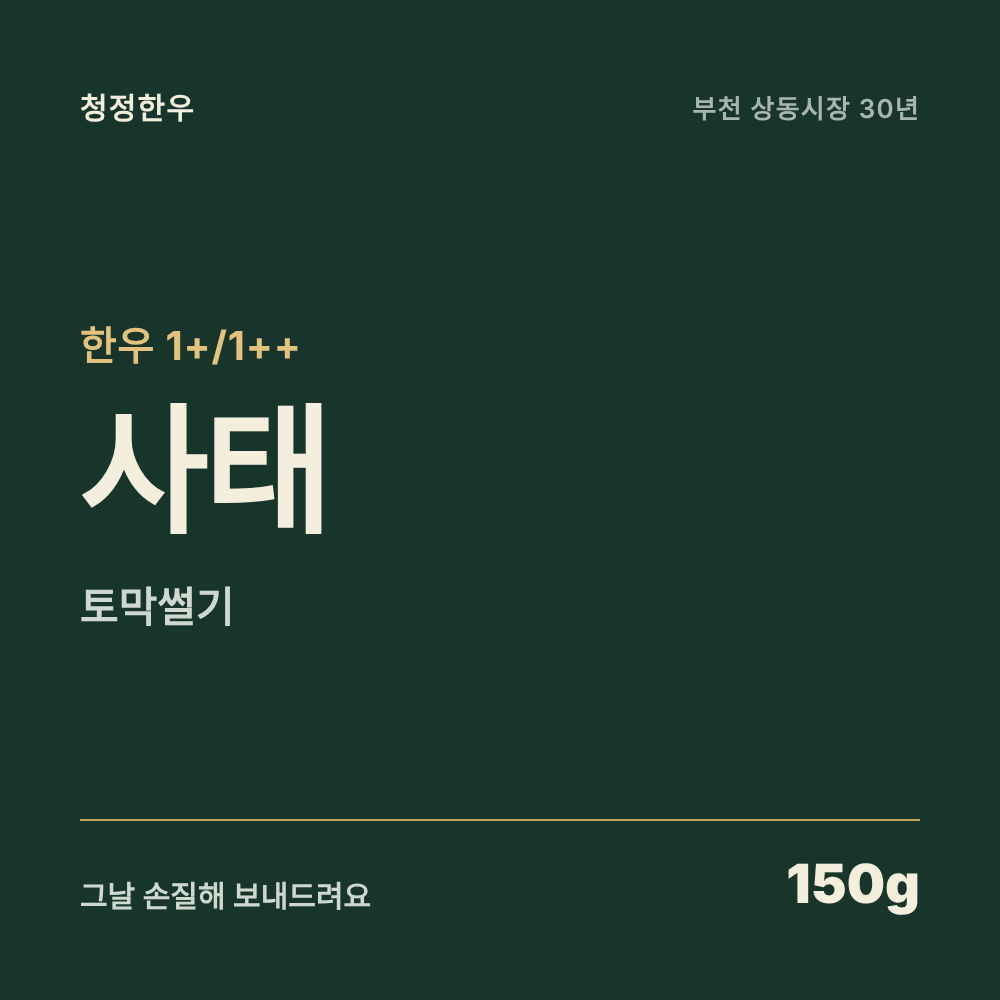 청정한우
부천 상동시장 30년
한우 1+/1++
사태
토막썰기
그날 손질해 보내드려요
150g